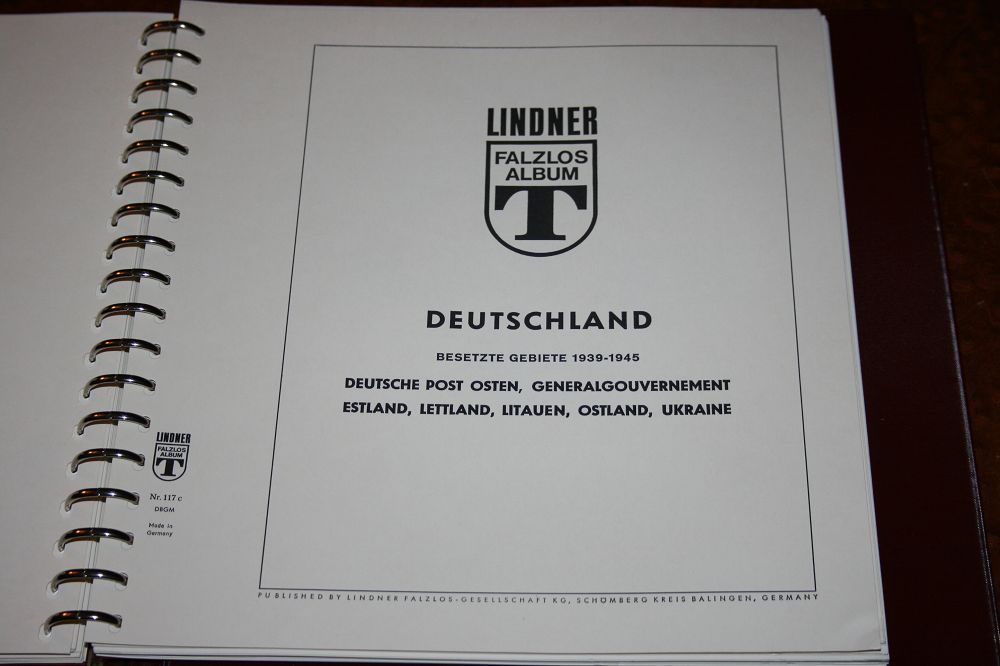 LINDNER
FALZLOS
ALBUM
T
DEUTSCHLAND
BESETZTE GEBIETE 1939-1945
DEUTSCHE POST OSTEN, GENERALGOUVERNEMENT
ESTLAND, LETTLAND, LITAUEN, OSTLAND, UKRAINE
LINDNER
FALZLOS
ALBUM
T
Nr. 117 c
DBGM
Made in
Germany
PUBLISHED BY LINDNER FALZLOS-GESELLSCHAFT KG, SCHÖMBERG KREIS BALINGEN, GERMANY